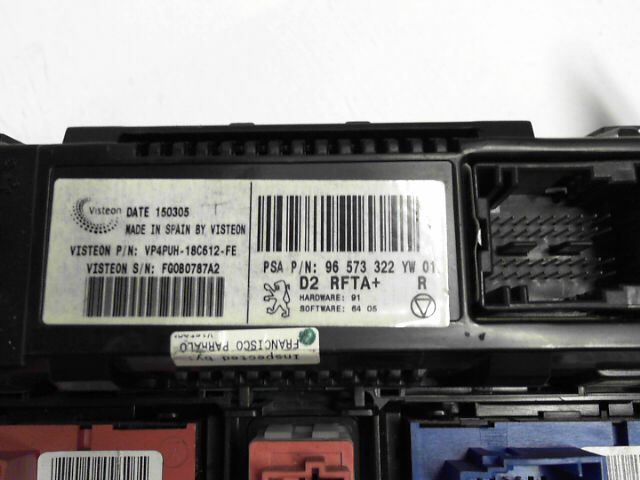 Visteon
DATE 150305
MADE IN SPAIN BY VISTEON
VISTEON P/N: VP4PUH-18C612-FE
VISTEON S/N: FG0B0787A2
PSA P/N: 96 573 322 YW 01
D2 RFTA+ R
HARDWARE: 91
SOFTWARE: 64 05
Inspected by:
FRANCISCO PARRALO